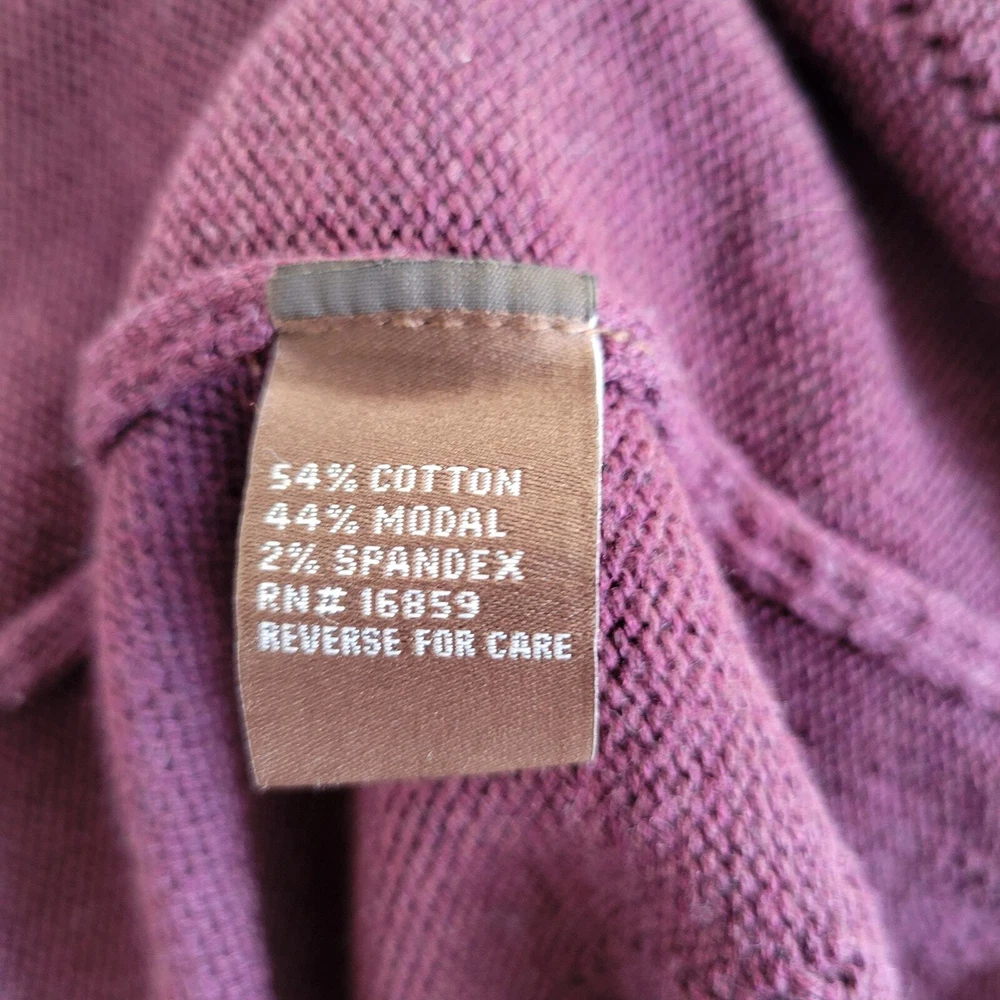 54% COTTON
44% MODAL
2% SPANDEX
RN# 16859
REVERSE FOR CARE